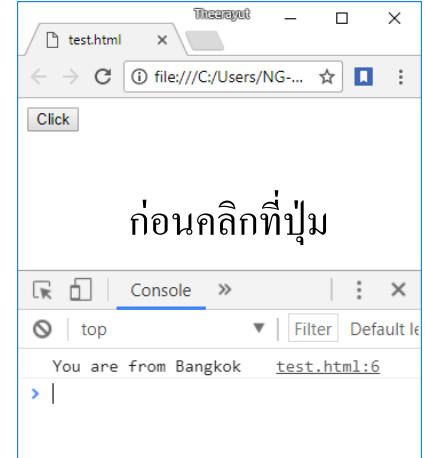 Theerayut
test.html
file:///C:/Users/NG-...
Click
ก่อนคลิกที่ปุ่ม
Console
top
Filter
Default le
You are from Bangkok test.html:6